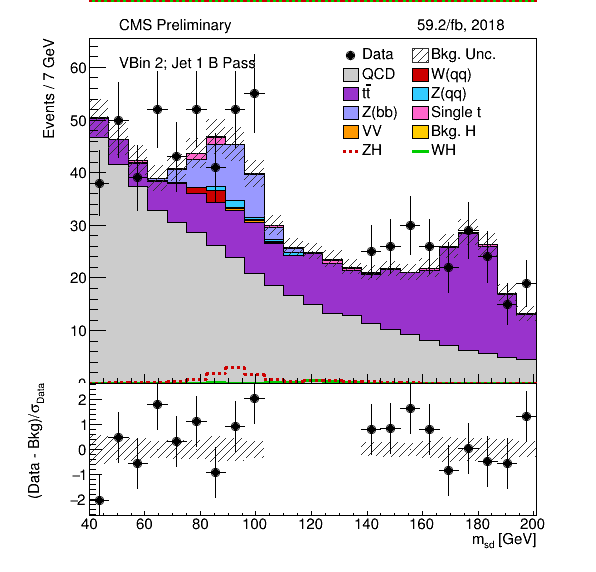 CMS Preliminary 59.2/fb, 2018
Events / 7 GeV
VBin 2; Jet 1 B Pass
Data Bkg. Unc.
QCD W(qq)
tt̄ Z(qq)
Z(bb) Single t
VV Bkg. H
ZH WH
60
50
40
30
20
10
0
(Data - Bkg)/σData
2
1
0
−1
−2
40 60 80 100 120 140 160 180 200
msd [GeV]